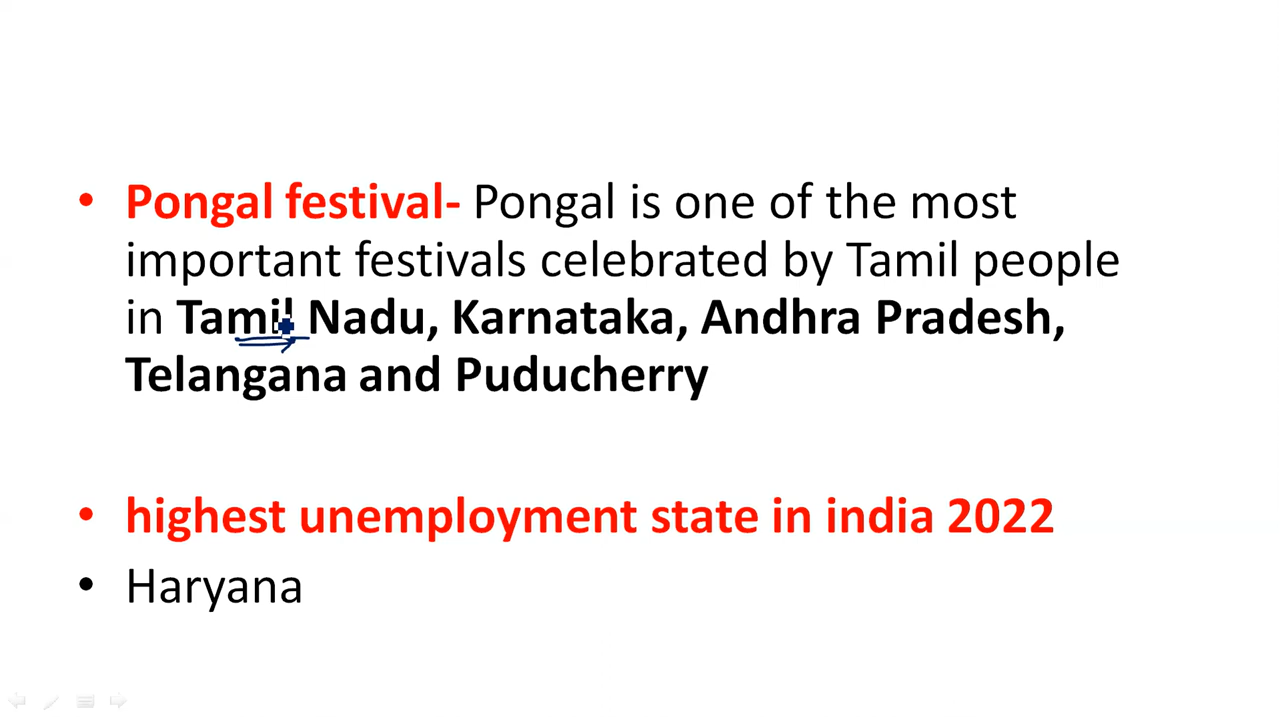 • Pongal festival- Pongal is one of the most
important festivals celebrated by Tamil people
in Tamil Nadu, Karnataka, Andhra Pradesh,
Telangana and Puducherry
• highest unemployment state in india 2022
• Haryana